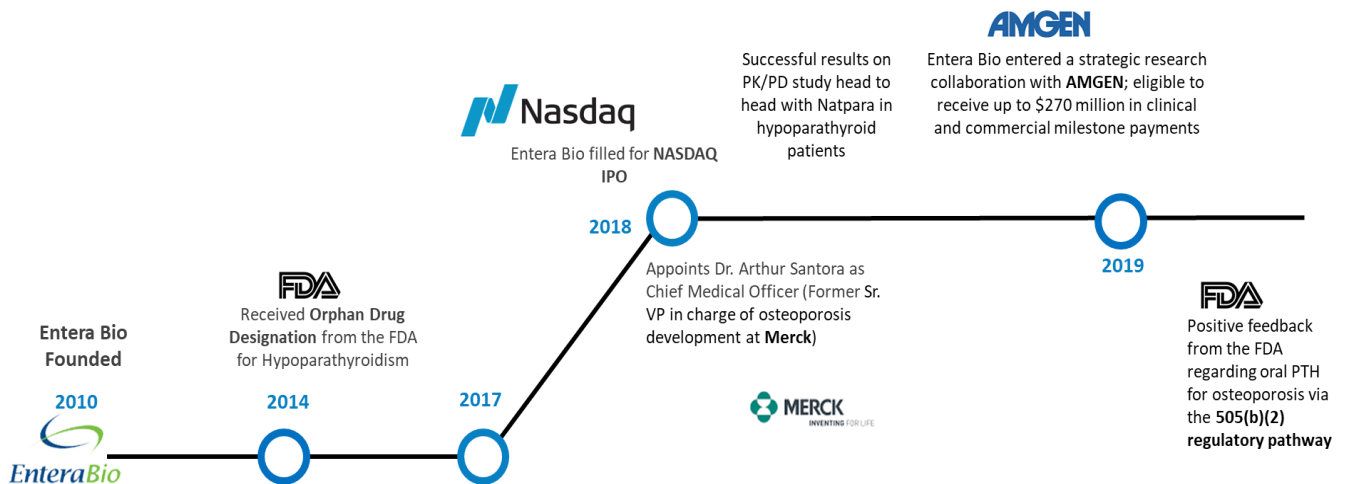 Entera Bio
Founded
2010
EnteraBio
FDA
Received Orphan Drug
Designation from the FDA
for Hypoparathyroidism
2014
2017
Nasdaq
Entera Bio filled for NASDAQ
IPO
2018
Appoints Dr. Arthur Santora as
Chief Medical Officer (Former Sr.
VP in charge of osteoporosis
development at Merck)
MERCK
INVENTING FOR LIFE
Successful results on
PK/PD study head to
head with Natpara in
hypoparathyroid
patients
AMGEN
Entera Bio entered a strategic research
collaboration with AMGEN; eligible to
receive up to $270 million in clinical
and commercial milestone payments
2019
FDA
Positive feedback
from the FDA
regarding oral PTH
for osteoporosis via
the 505(b)(2)
regulatory pathway